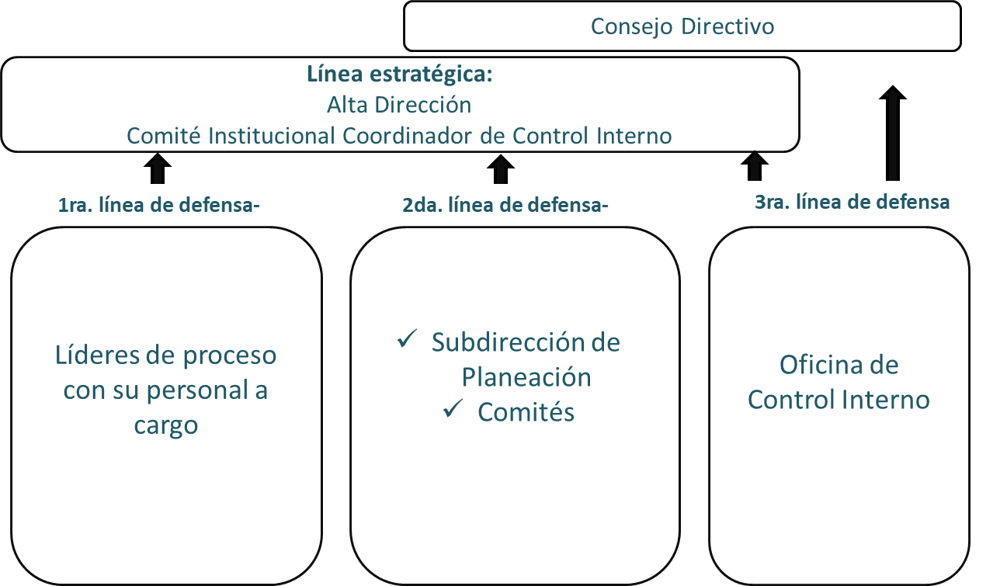 Consejo Directivo
Línea estratégica:
Alta Dirección
Comité Institucional Coordinador de Control Interno
1ra. línea de defensa-
2da. línea de defensa-
3ra. línea de defensa
Líderes de proceso
con su personal a
cargo
✓ Subdirección de
Planeación
✓ Comités
Oficina de
Control Interno